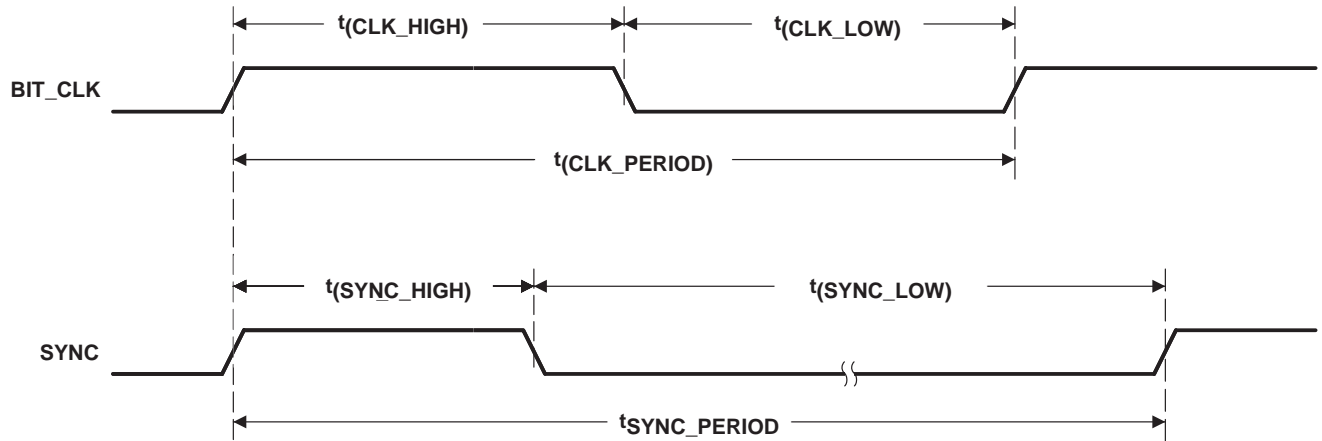 t(CLK_HIGH) t(CLK_LOW)
BIT_CLK
t(CLK_PERIOD)
t(SYNC_HIGH) t(SYNC_LOW)
SYNC
tSYNC_PERIOD